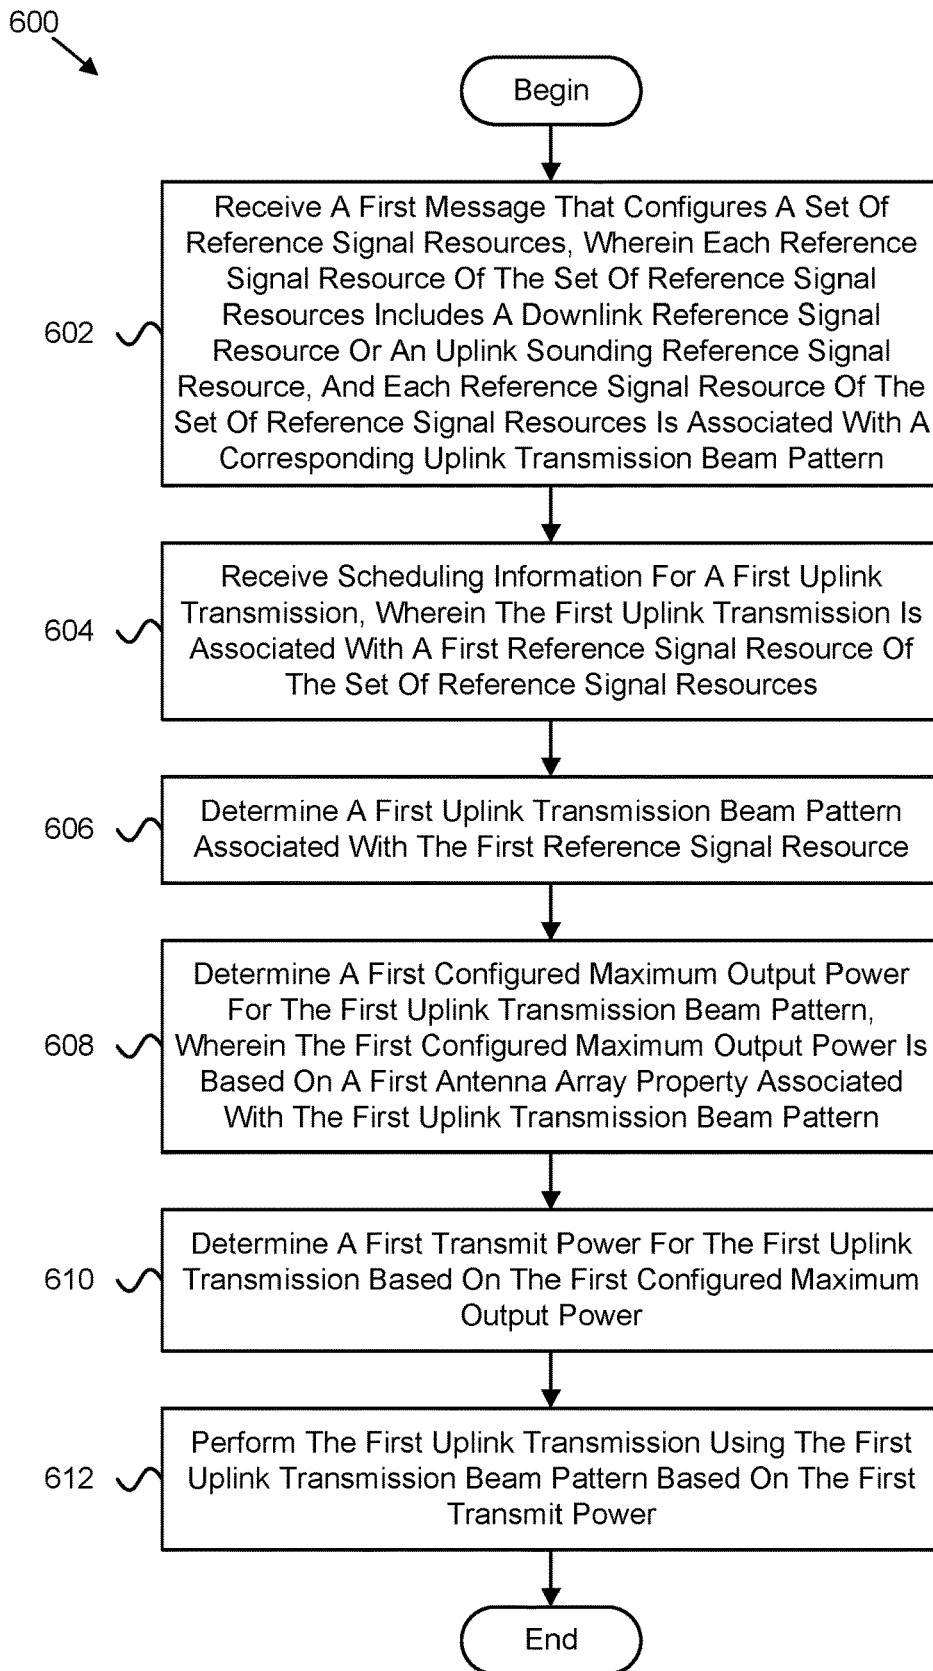 600
Begin
Receive A First Message That Configures A Set Of
Reference Signal Resources, Wherein Each Reference
Signal Resource Of The Set Of Reference Signal
Resources Includes A Downlink Reference Signal
Resource Or An Uplink Sounding Reference Signal
Resource, And Each Reference Signal Resource Of The
Set Of Reference Signal Resources Is Associated With A
Corresponding Uplink Transmission Beam Pattern
602
Receive Scheduling Information For A First Uplink
Transmission, Wherein The First Uplink Transmission Is
Associated With A First Reference Signal Resource Of
The Set Of Reference Signal Resources
604
Determine A First Uplink Transmission Beam Pattern
Associated With The First Reference Signal Resource
606
Determine A First Configured Maximum Output Power
For The First Uplink Transmission Beam Pattern,
Wherein The First Configured Maximum Output Power Is
Based On A First Antenna Array Property Associated
With The First Uplink Transmission Beam Pattern
608
Determine A First Transmit Power For The First Uplink
Transmission Based On The First Configured Maximum
Output Power
610
Perform The First Uplink Transmission Using The First
Uplink Transmission Beam Pattern Based On The First
Transmit Power
612
End